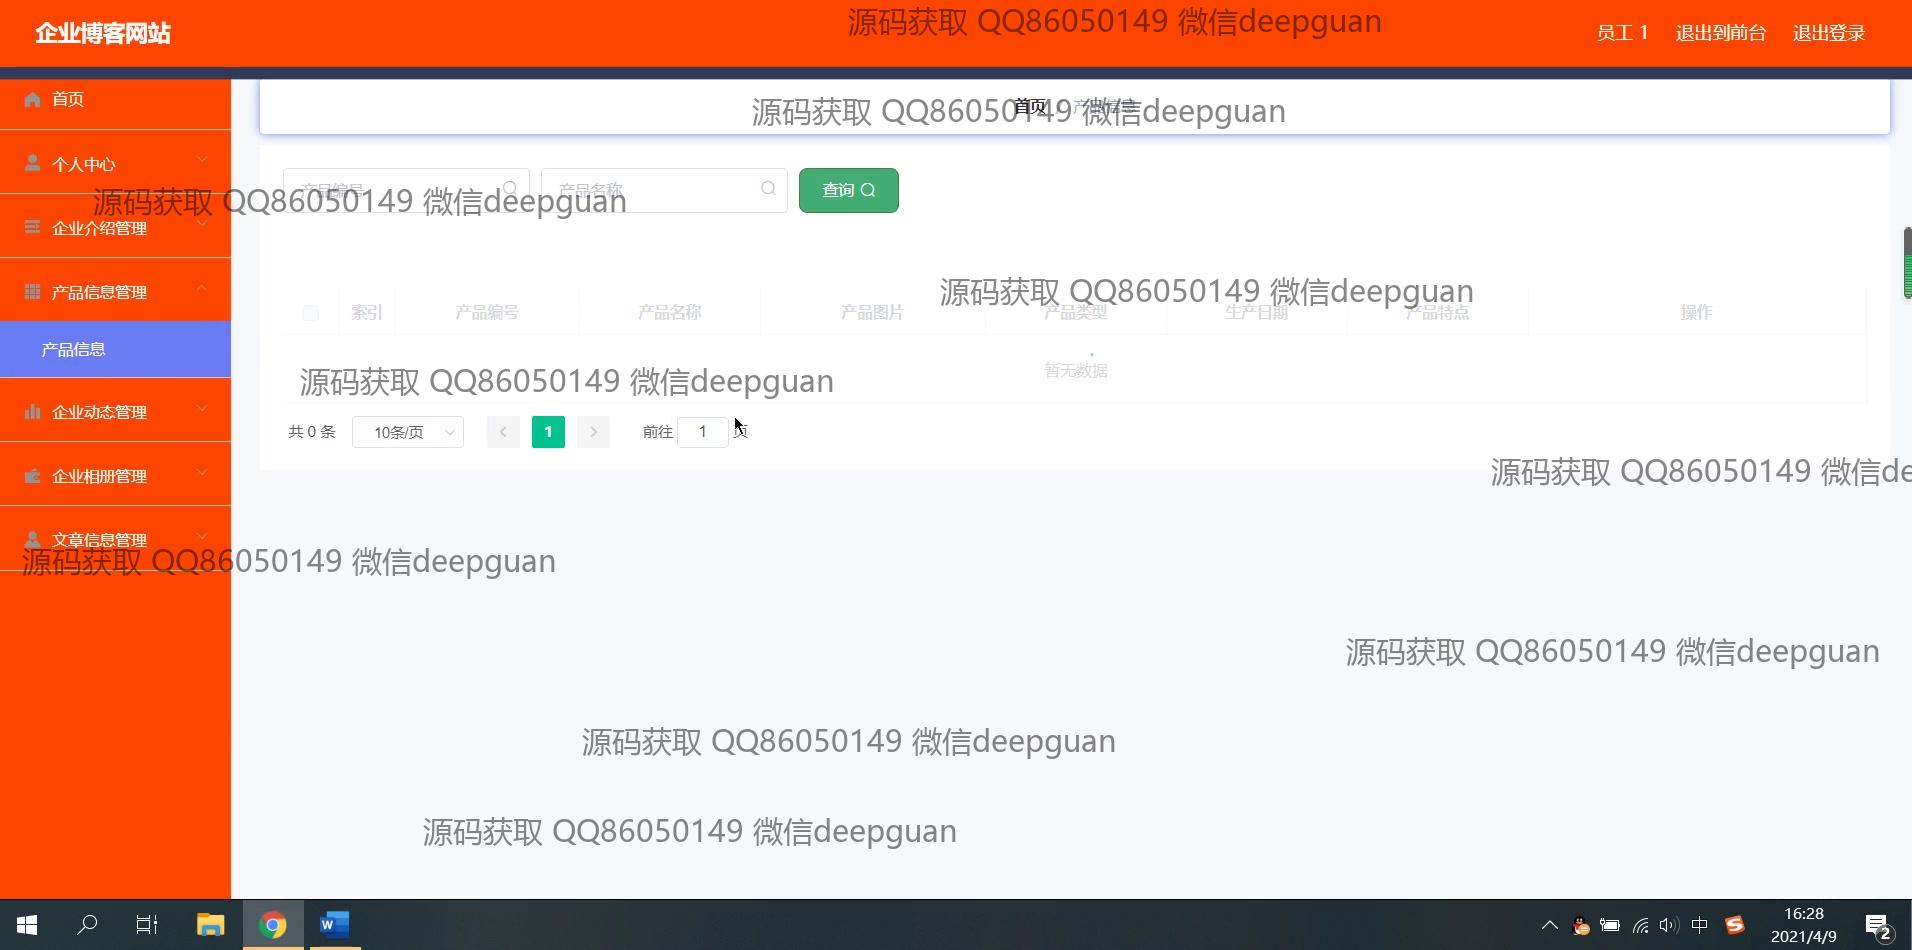 源码获取 QQ86050149 微信deepguan
企业博客网站
员工 1 退出到前台 退出登录
首页
首页 产品信息
源码获取 QQ86050149 微信deepguan
个人中心
产品编号 产品名称 查询
源码获取 QQ86050149 微信deepguan
企业介绍管理
产品信息管理
源码获取 QQ86050149 微信deepguan
索引 产品编号 产品名称 产品图片 产品类型 生产日期 产品特点 操作
产品信息
暂无数据
源码获取 QQ86050149 微信deepguan
企业动态管理
共 0 条 10条/页 1 前往 1 页
企业相册管理
源码获取 QQ86050149 微信de
文章信息管理
源码获取 QQ86050149 微信deepguan
源码获取 QQ86050149 微信deepguan
源码获取 QQ86050149 微信deepguan
源码获取 QQ86050149 微信deepguan
中
16:28
2021/4/9
2